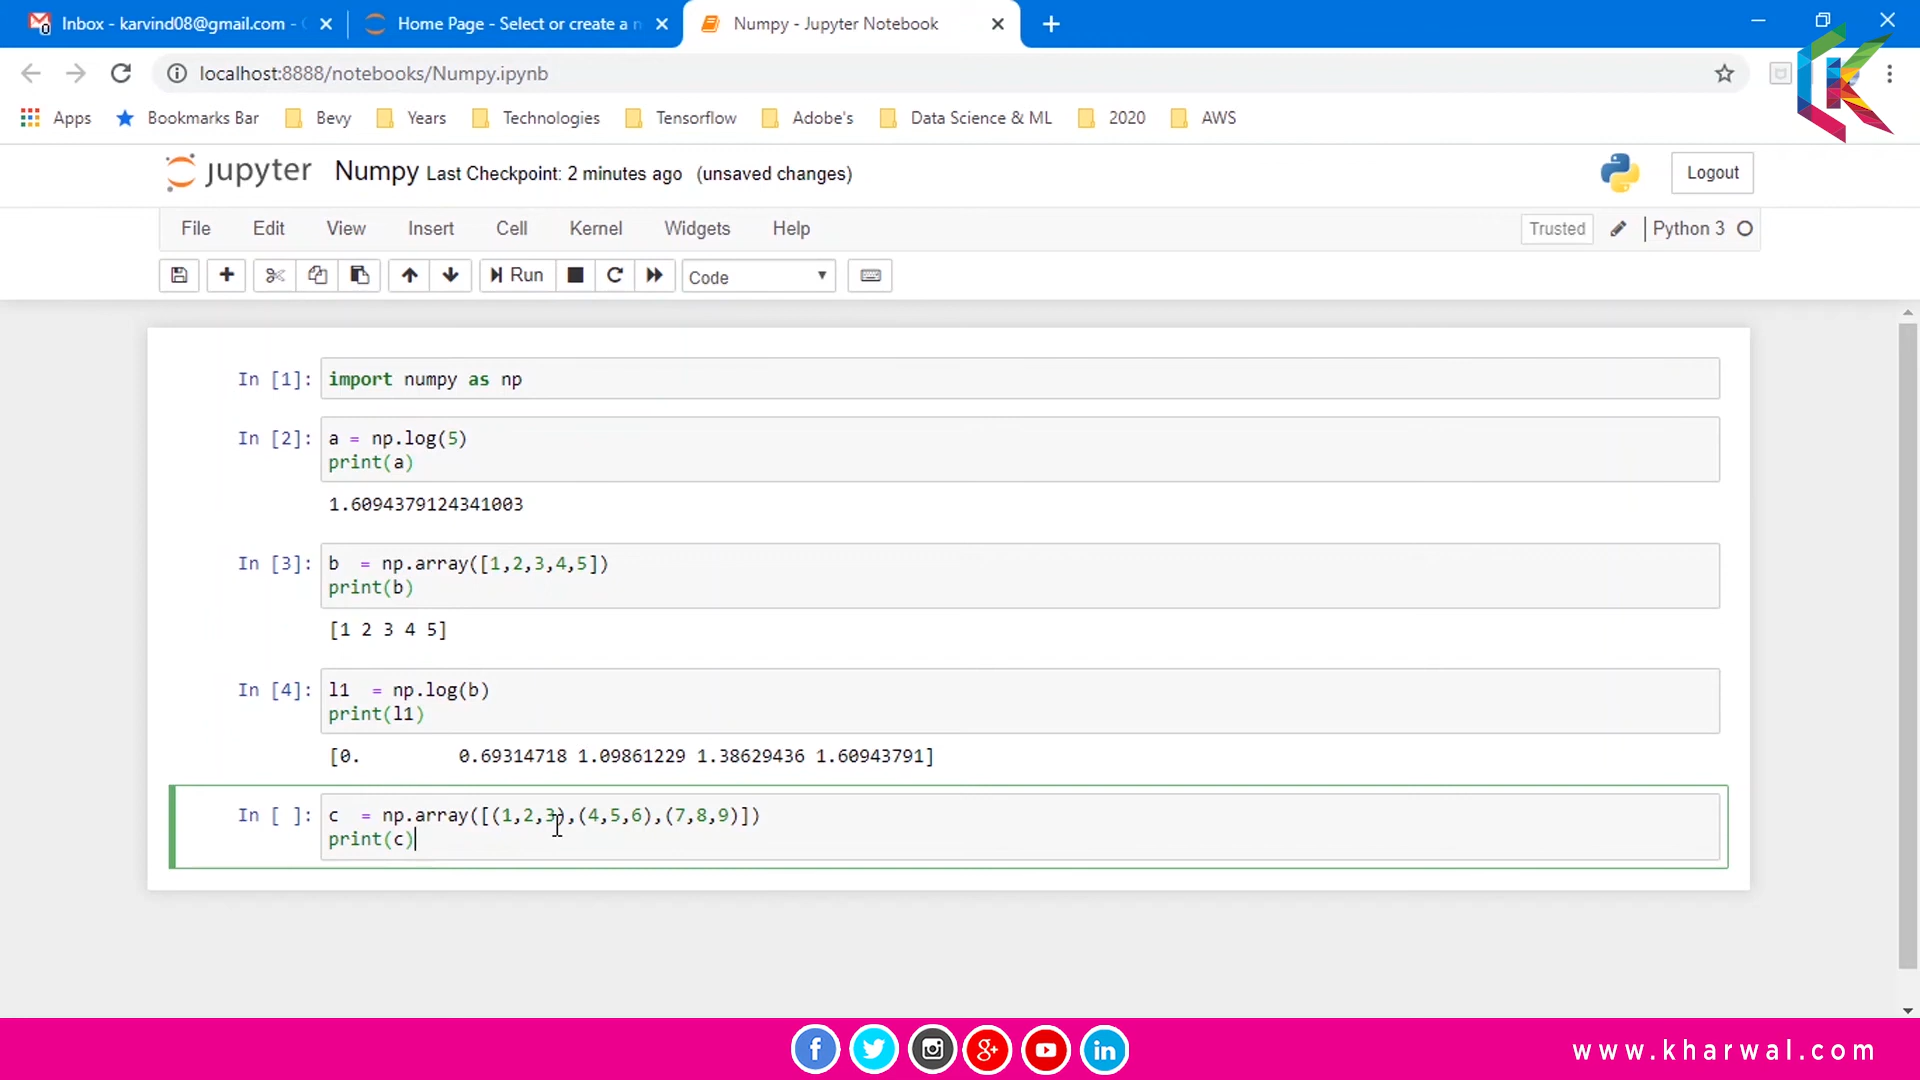 Inbox - karvind08@gmail.com -
Home Page - Select or create a n
Numpy - Jupyter Notebook
localhost:8888/notebooks/Numpy.ipynb
Apps
Bookmarks Bar
Bevy
Years
Technologies
Tensorflow
Adobe's
Data Science & ML
2020
AWS
jupyter
Numpy Last Checkpoint: 2 minutes ago (unsaved changes)
Logout
File
Edit
View
Insert
Cell
Kernel
Widgets
Help
Trusted
Python 3
Run
Code
In [1]: import numpy as np
In [2]: a = np.log(5)
print(a)
1.6094379124341003
In [3]: b  = np.array([1,2,3,4,5])
print(b)
[1 2 3 4 5]
In [4]: l1  = np.log(b)
print(l1)
[0.         0.69314718 1.09861229 1.38629436 1.60943791]
In [ ]: c  = np.array([(1,2,3),(4,5,6),(7,8,9)])
print(c)
www.kharwal.com